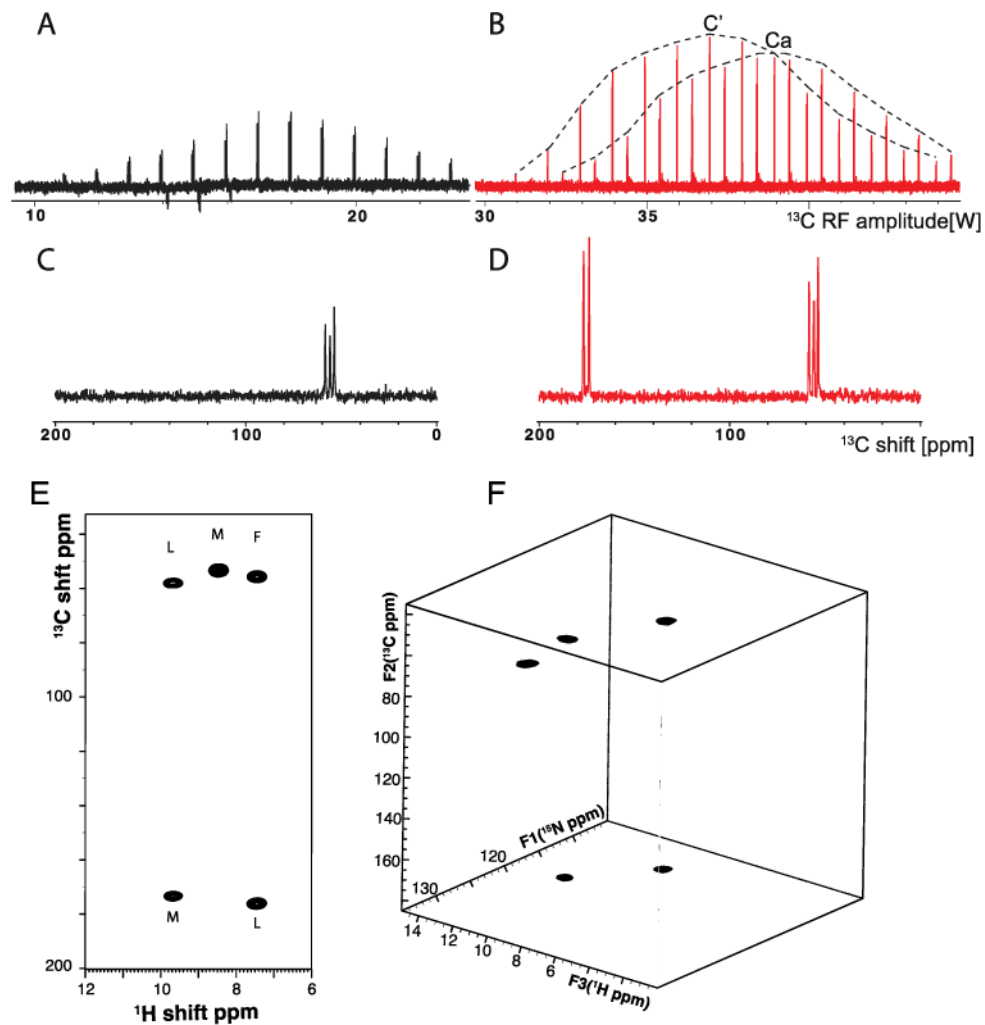 A
B
C'
Ca
10
20
30
35
¹³C RF amplitude[W]
C
D
200
100
0
200
100
¹³C shift [ppm]
E
F
L
M
F
¹³C shft ppm
100
M
L
200
12
10
8
6
¹H shift ppm
F2(¹³C ppm)
80
100
120
140
160
F1(¹⁵N ppm)
120
130
14
12
10
8
6
F3(¹H ppm)